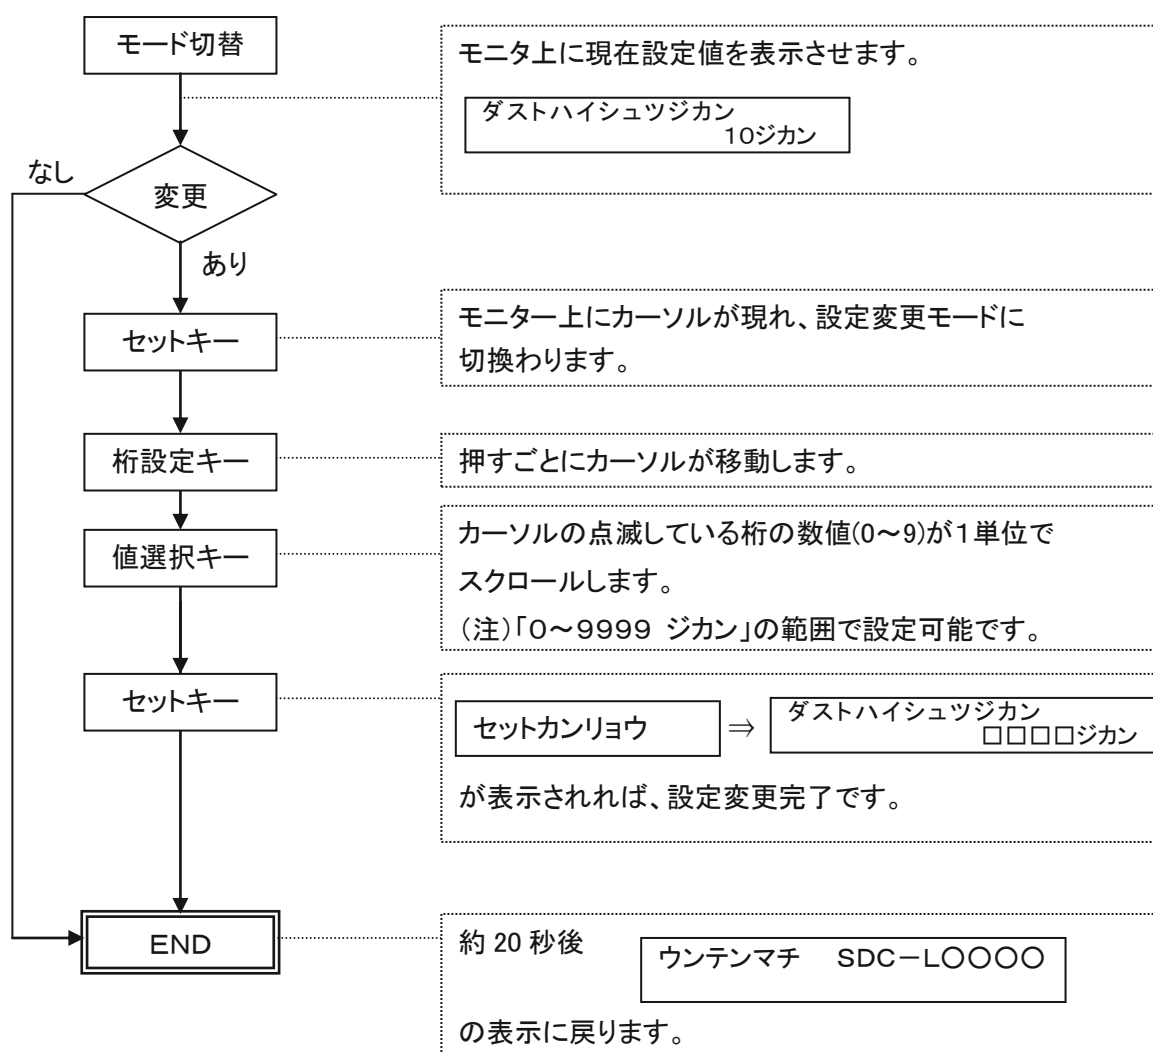 モード切替
モニタ上に現在設定値を表示させます。
ダストハイシュツジカン
10ジカン
なし
変更
あり
セットキー
モニター上にカーソルが現れ、設定変更モードに
切換わります。
桁設定キー
押すごとにカーソルが移動します。
値選択キー
カーソルの点滅している桁の数値(0~9)が1単位で
スクロールします。
(注)「0~9999 ジカン」の範囲で設定可能です。
セットキー
セットカンリョウ
⇒
ダストハイシュツジカン
□□□□ジカン
が表示されれば、設定変更完了です。
END
約 20 秒後
ウンテンマチ SDC-L○○○○
の表示に戻ります。